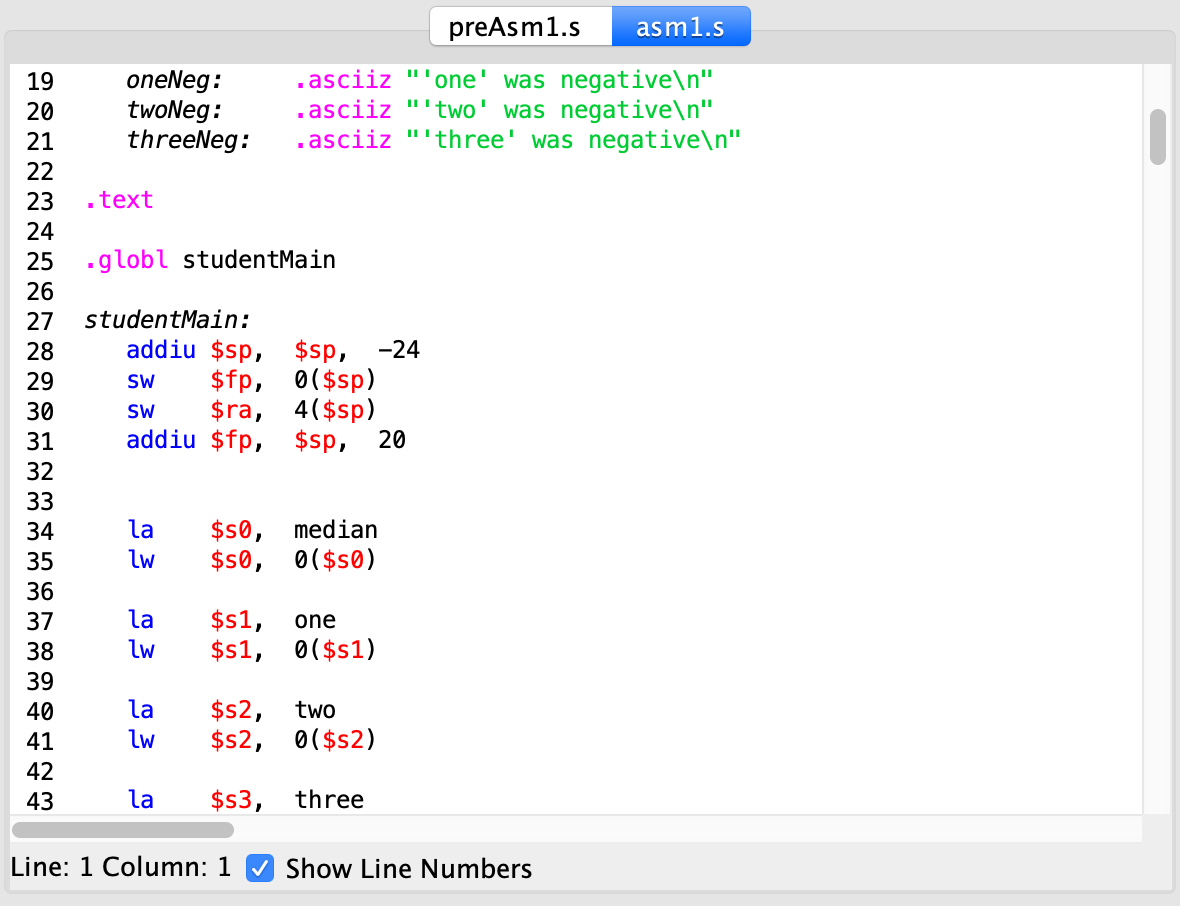 preAsm1.s asm1.s
19 oneNeg: .asciiz "'one' was negative\n"
20 twoNeg: .asciiz "'two' was negative\n"
21 threeNeg: .asciiz "'three' was negative\n"
22
23 .text
24
25 .globl studentMain
26
27 studentMain:
28 addiu $sp, $sp, -24
29 sw $fp, 0($sp)
30 sw $ra, 4($sp)
31 addiu $fp, $sp, 20
32
33
34 la $s0, median
35 lw $s0, 0($s0)
36
37 la $s1, one
38 lw $s1, 0($s1)
39
40 la $s2, two
41 lw $s2, 0($s2)
42
43 la $s3, three
Line: 1 Column: 1 Show Line Numbers